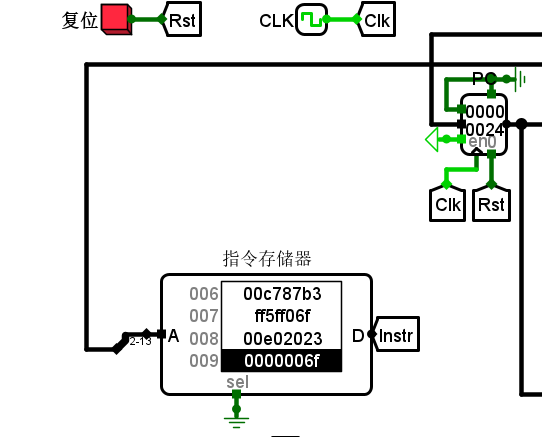 复位
Rst
CLK
Clk
0000
0024
en0
Clk
Rst
指令存储器
006 00c787b3
007 ff5ff06f
008 00e02023
009 0000006f
A
D
Instr
2-13
sel